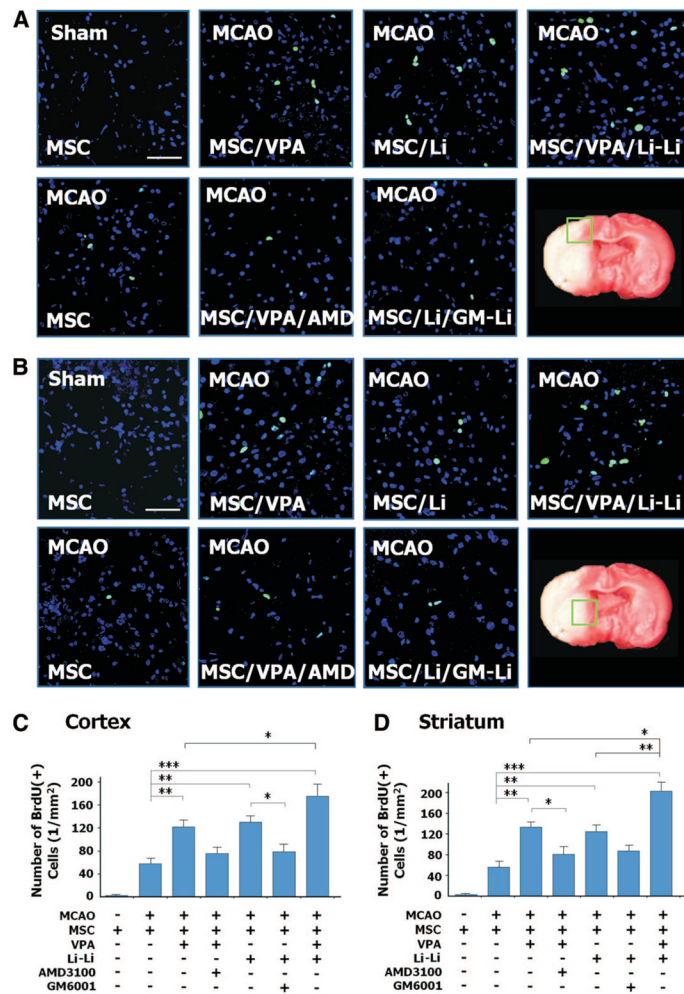 A
Sham MCAO MCAO MCAO
MSC MSC/VPA MSC/Li MSC/VPA/Li-Li
MCAO MCAO MCAO
MSC MSC/VPA/AMD MSC/Li/GM-Li
B
Sham MCAO MCAO MCAO
MSC MSC/VPA MSC/Li MSC/VPA/Li-Li
MCAO MCAO MCAO
MSC MSC/VPA/AMD MSC/Li/GM-Li
C Cortex
Number of BrdU(+)
Cells (1/mm²)
200
160
120
80
40
0
*
***
**
**
*
MCAO - + + + + + +
MSC + + + + + + +
VPA - - + + - - +
Li-Li - - - - + + +
AMD3100 - - - + - - -
GM6001 - - - - - + -
D Striatum
Number of BrdU(+)
Cells (1/mm²)
200
160
120
80
40
0
*
**
***
**
**
*
MCAO - + + + + + +
MSC + + + + + + +
VPA - - + + - - +
Li-Li - - - - + + +
AMD3100 - - - + - - -
GM6001 - - - - - + -